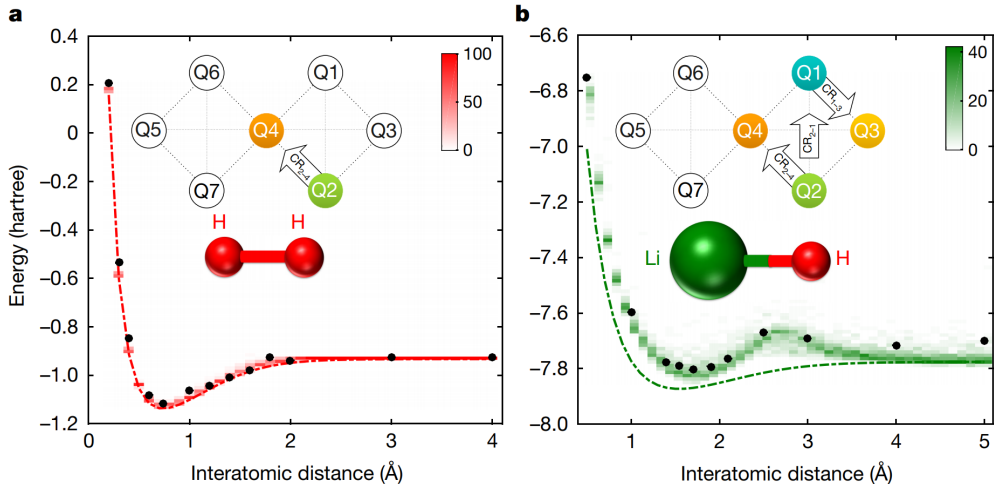 a
Energy (hartree)
0.4
0.2
0
−0.2
−0.4
−0.6
−0.8
−1.0
−1.2
0
1
2
3
4
Interatomic distance (Å)
Q6
Q1
Q5
Q4
Q3
Q7
Q2
CR2–4
H H
100
50
0
b
−6.6
−6.8
−7.0
−7.2
−7.4
−7.6
−7.8
−8.0
1
2
3
4
5
Interatomic distance (Å)
Q6
Q1
Q5
Q4
Q3
Q7
Q2
CR1–3
CR2–1
CR2–4
Li
H
40
20
0